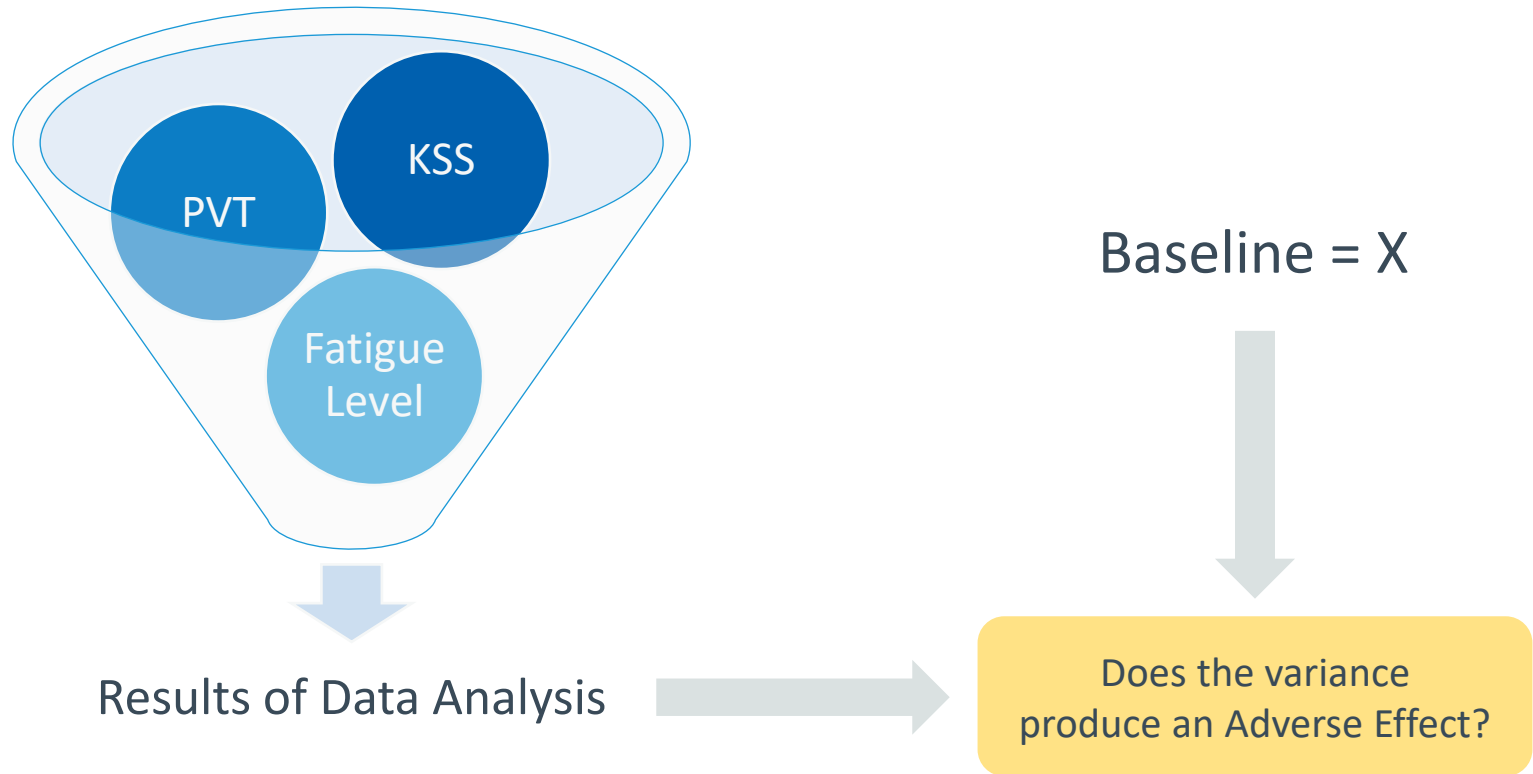 KSS
PVT
Fatigue
Level
Baseline = X
Results of Data Analysis
Does the variance
produce an Adverse Effect?